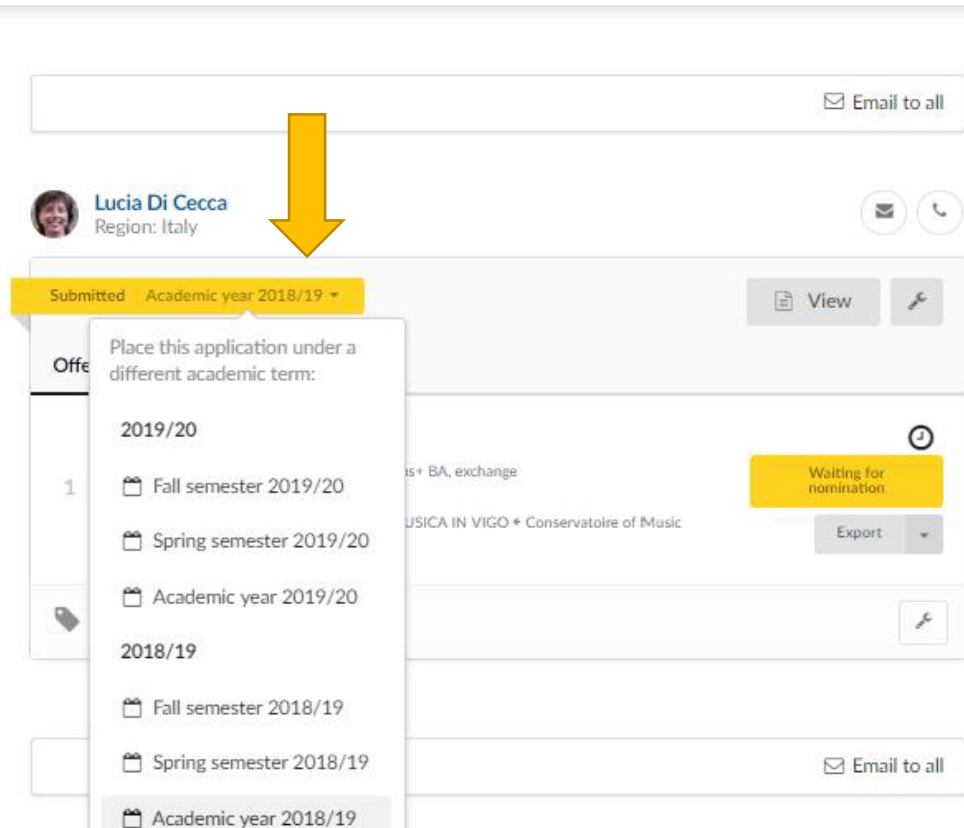 Email to all
Lucia Di Cecca
Region: Italy
Submitted Academic year 2018/19
View
Offe
Place this application under a
different academic term:
2019/20
Fall semester 2019/20
Spring semester 2019/20
Academic year 2019/20
2018/19
Fall semester 2018/19
Spring semester 2018/19
Academic year 2018/19
1
is+ BA, exchange
USICA IN VIGO • Conservatoire of Music
Waiting for
nomination
Export
Email to all